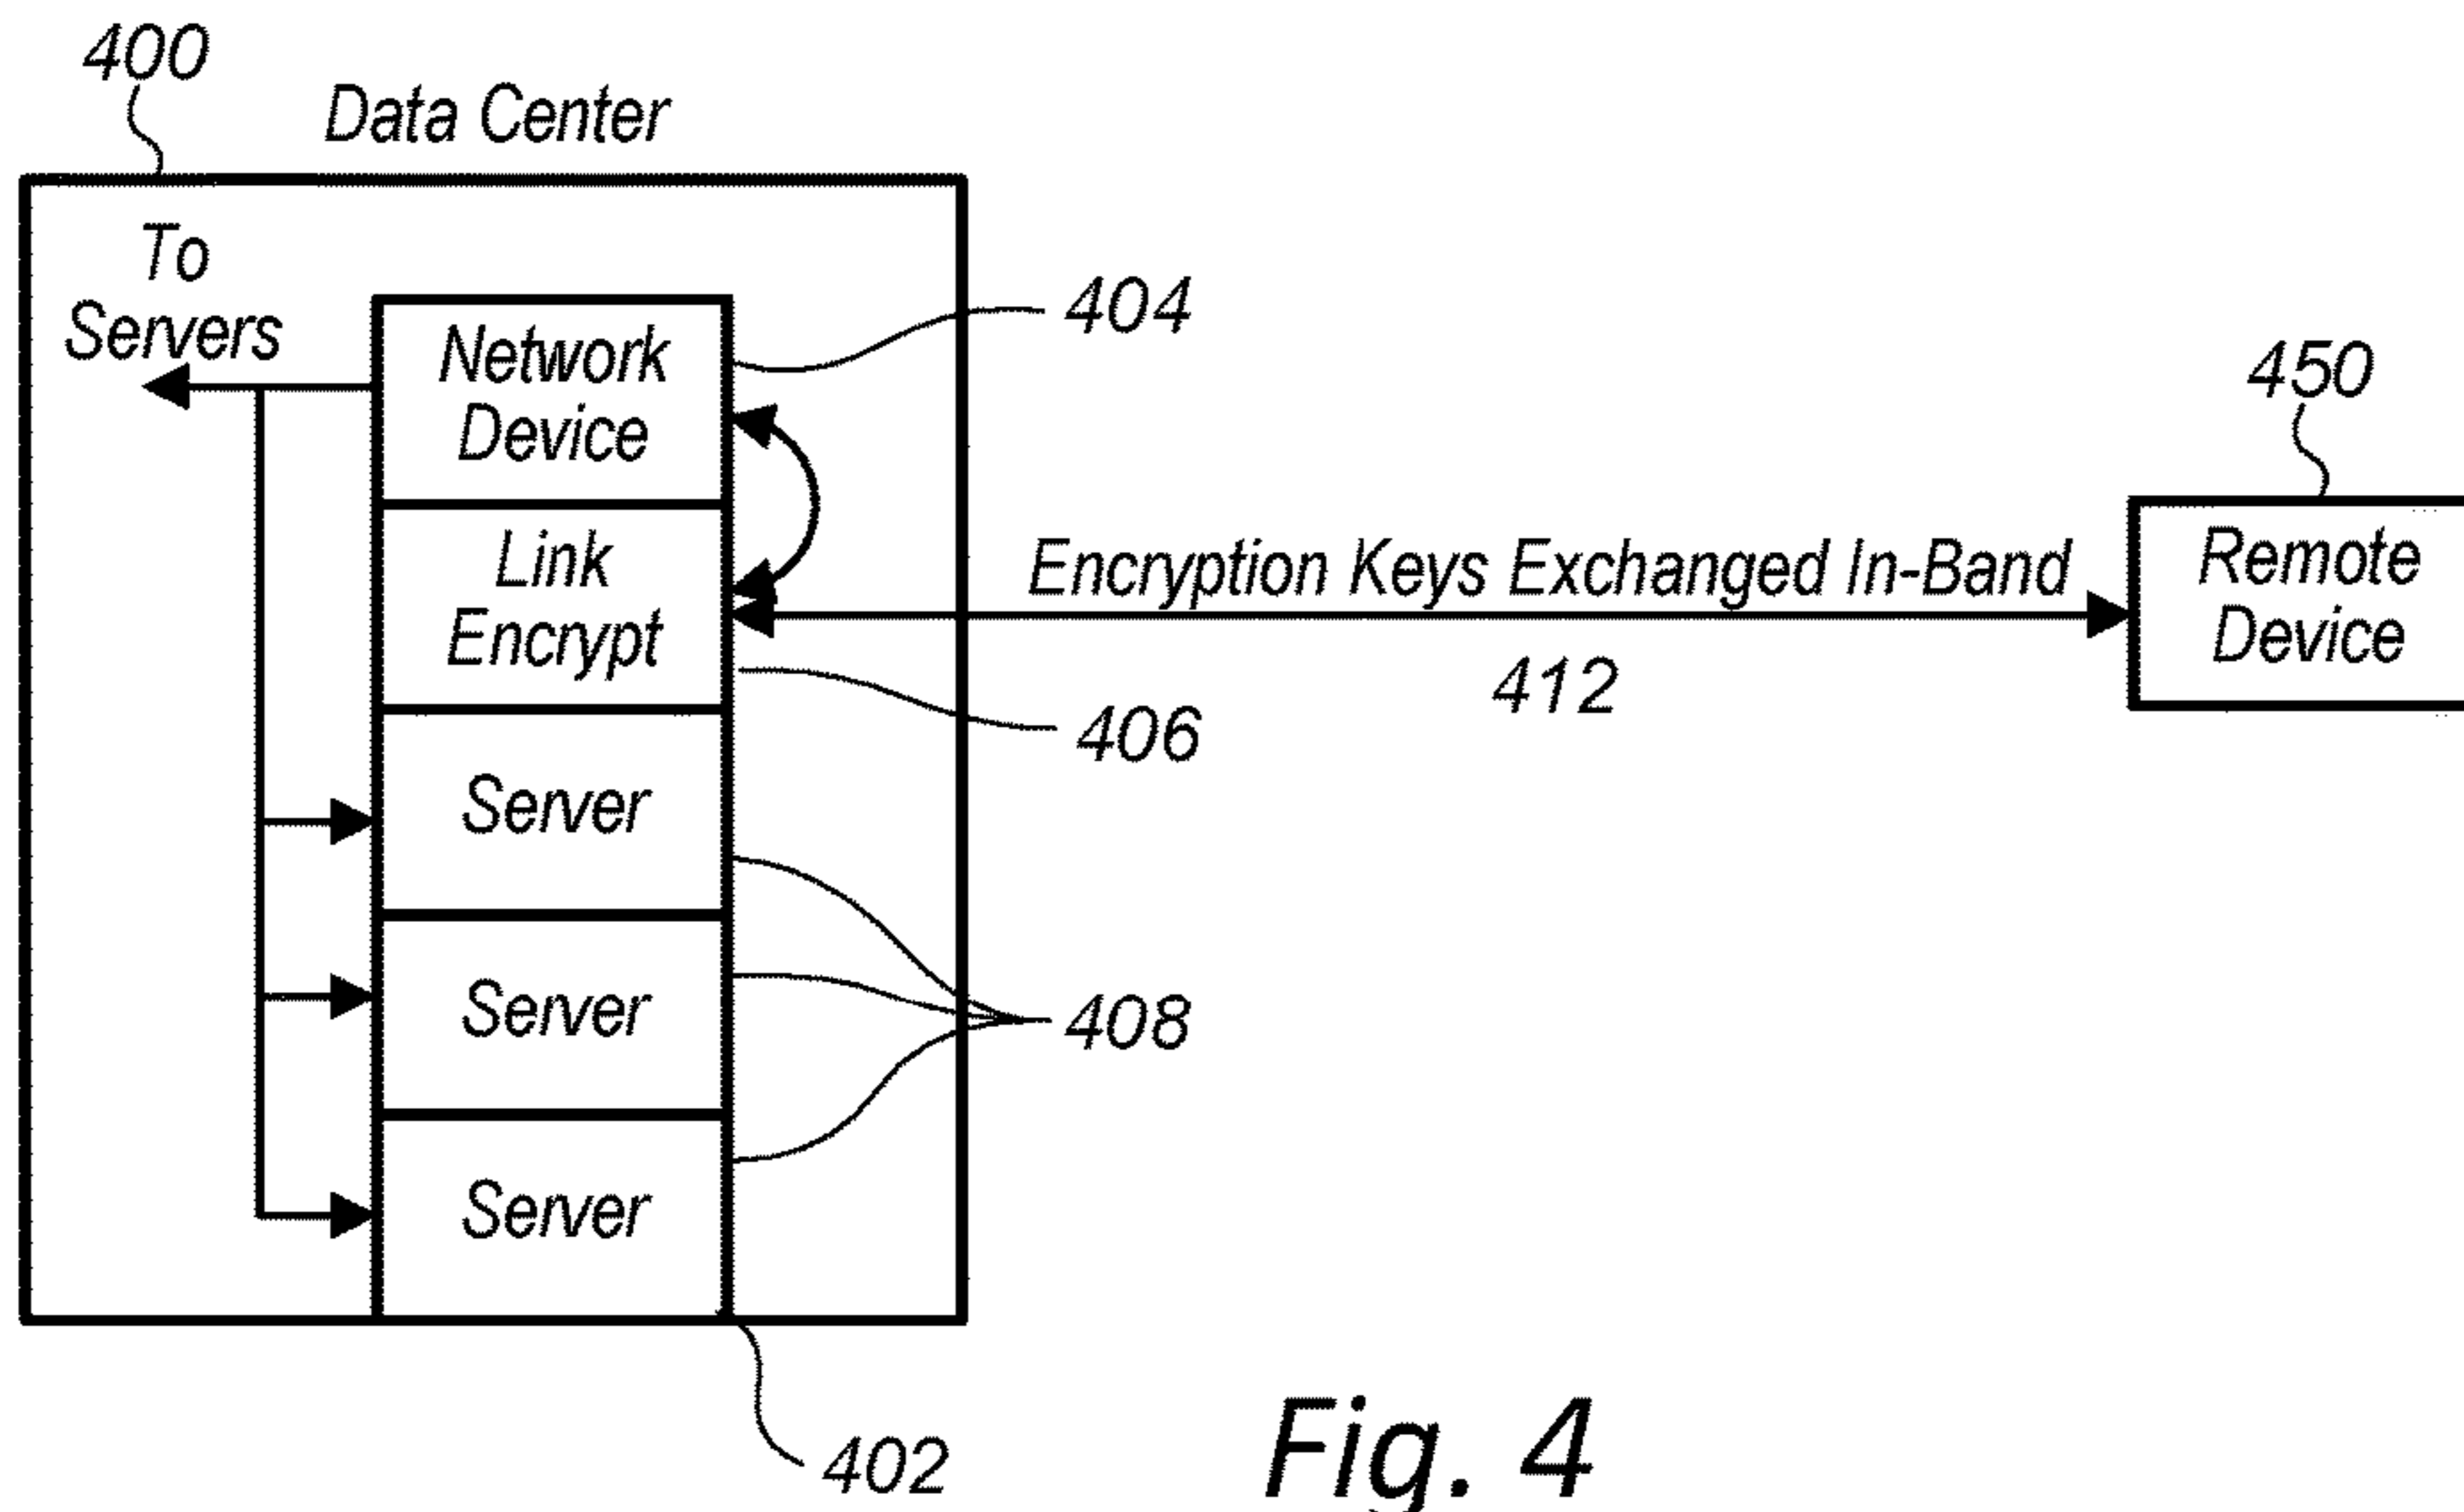 400
Data Center
To
Servers
Network
Device
404
450
Link
Encrypt
Encryption Keys Exchanged In-Band
Remote
Device
412
406
Server
Server
408
Server
402
Fig. 4